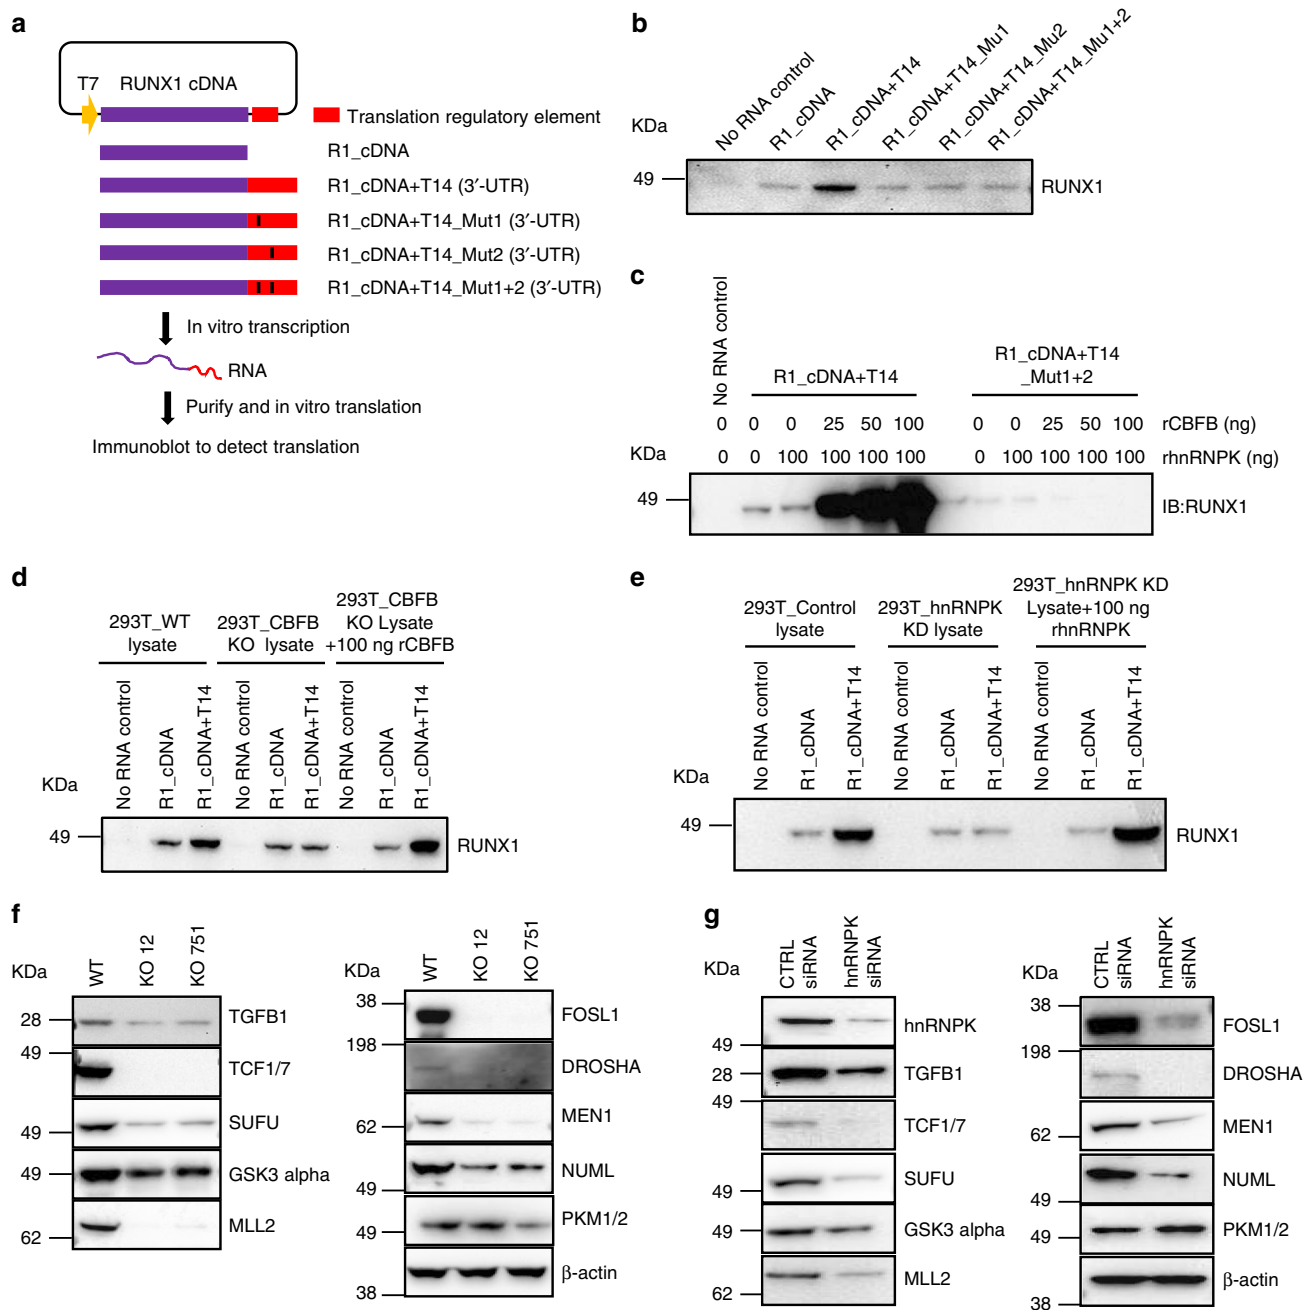 a
T7 RUNX1 cDNA
Translation regulatory element
R1_cDNA
R1_cDNA+T14 (3′-UTR)
R1_cDNA+T14_Mut1 (3′-UTR)
R1_cDNA+T14_Mut2 (3′-UTR)
R1_cDNA+T14_Mut1+2 (3′-UTR)
In vitro transcription
RNA
Purify and in vitro translation
Immunoblot to detect translation
b
No RNA control
R1_cDNA
R1_cDNA+T14
R1_cDNA+T14_Mu1
R1_cDNA+T14_Mu2
R1_cDNA+T14_Mu1+2
KDa
49
RUNX1
c
No RNA control
R1_cDNA+T14
R1_cDNA+T14
_Mut1+2
0 0 0 25 50 100 0 0 25 50 100 rCBFB (ng)
KDa 0 0 100 100 100 100 0 100 100 100 100 rhnRNPK (ng)
49
IB:RUNX1
d
293T_WT
lysate
293T_CBFB
KO lysate
293T_CBFB
KO Lysate
+100 ng rCBFB
No RNA control
R1_cDNA
R1_cDNA+T14
No RNA control
R1_cDNA
R1_cDNA+T14
No RNA control
R1_cDNA
R1_cDNA+T14
KDa
49
RUNX1
e
293T_Control
lysate
293T_hnRNPK
KD lysate
293T_hnRNPK KD
Lysate+100 ng
rhnRNPK
No RNA control
R1_cDNA
R1_cDNA+T14
No RNA control
R1_cDNA
R1_cDNA+T14
No RNA control
R1_cDNA
R1_cDNA+T14
KDa
49
RUNX1
f
KDa
WT
KO 12
KO 751
28
TGFB1
49
TCF1/7
49
SUFU
49
GSK3 alpha
62
MLL2
KDa
WT
KO 12
KO 751
38
FOSL1
198
DROSHA
62
MEN1
49
NUML
49
PKM1/2
38
β-actin
g
KDa
CTRL
siRNA
hnRNPK
siRNA
49
hnRNPK
28
TGFB1
49
TCF1/7
49
SUFU
49
GSK3 alpha
62
MLL2
KDa
CTRL
siRNA
hnRNPK
siRNA
38
FOSL1
198
DROSHA
62
MEN1
49
NUML
49
PKM1/2
38
β-actin